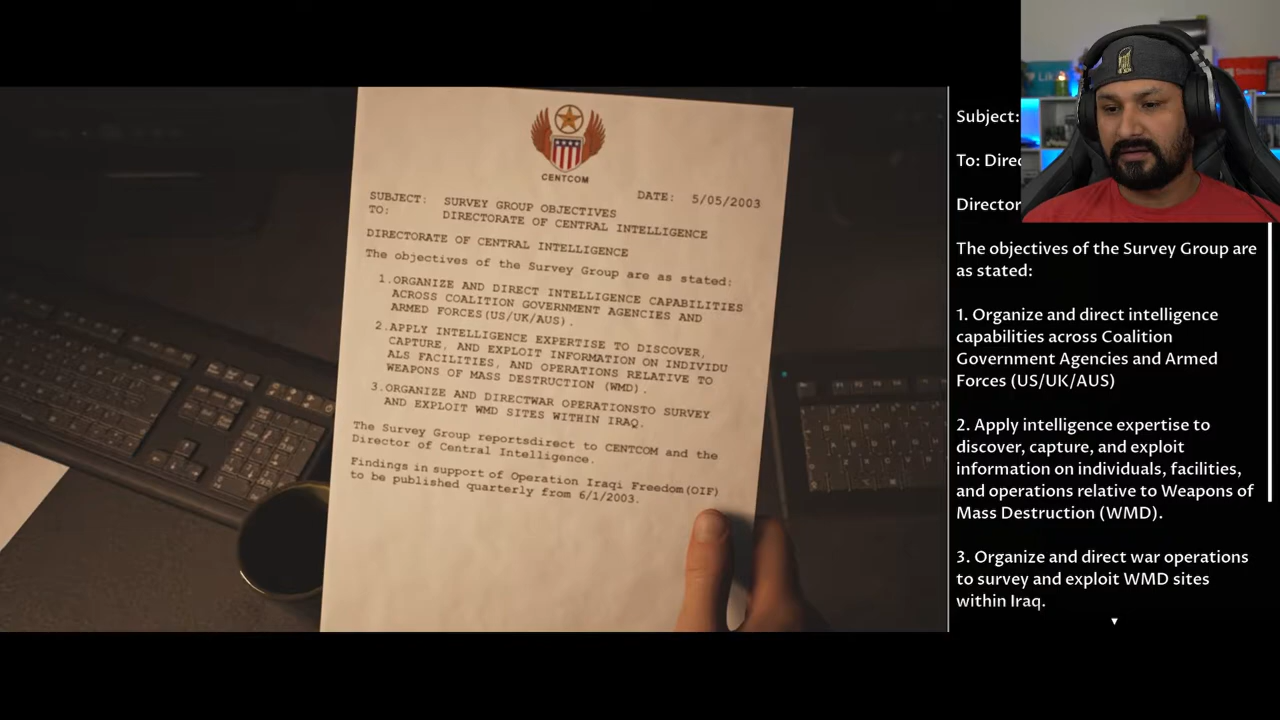 CENTCOM
DATE: 5/05/2003
SUBJECT: SURVEY GROUP OBJECTIVES
TO: DIRECTORATE OF CENTRAL INTELLIGENCE
DIRECTORATE OF CENTRAL INTELLIGENCE
The objectives of the Survey Group are as stated:
1.ORGANIZE AND DIRECT INTELLIGENCE CAPABILITIES
ACROSS COALITION GOVERNMENT AGENCIES AND
ARMED FORCES(US/UK/AUS).
2.APPLY INTELLIGENCE EXPERTISE TO DISCOVER,
CAPTURE, AND EXPLOIT INFORMATION ON INDIVIDU
ALS FACILITIES, AND OPERATIONS RELATIVE TO
WEAPONS OF MASS DESTRUCTION (WMD).
3.ORGANIZE AND DIRECTWAR OPERATIONSTO SURVEY
AND EXPLOIT WMD SITES WITHIN IRAQ.
The Survey Group reportsdirect to CENTCOM and the
Director of Central Intelligence.
Findings in support of Operation Iraqi Freedom(OIF)
to be published quarterly from 6/1/2003.
Subject:
To: Direc
Director
The objectives of the Survey Group are
as stated:
1. Organize and direct intelligence
capabilities across Coalition
Government Agencies and Armed
Forces (US/UK/AUS)
2. Apply intelligence expertise to
discover, capture, and exploit
information on individuals, facilities,
and operations relative to Weapons of
Mass Destruction (WMD).
3. Organize and direct war operations
to survey and exploit WMD sites
within Iraq.